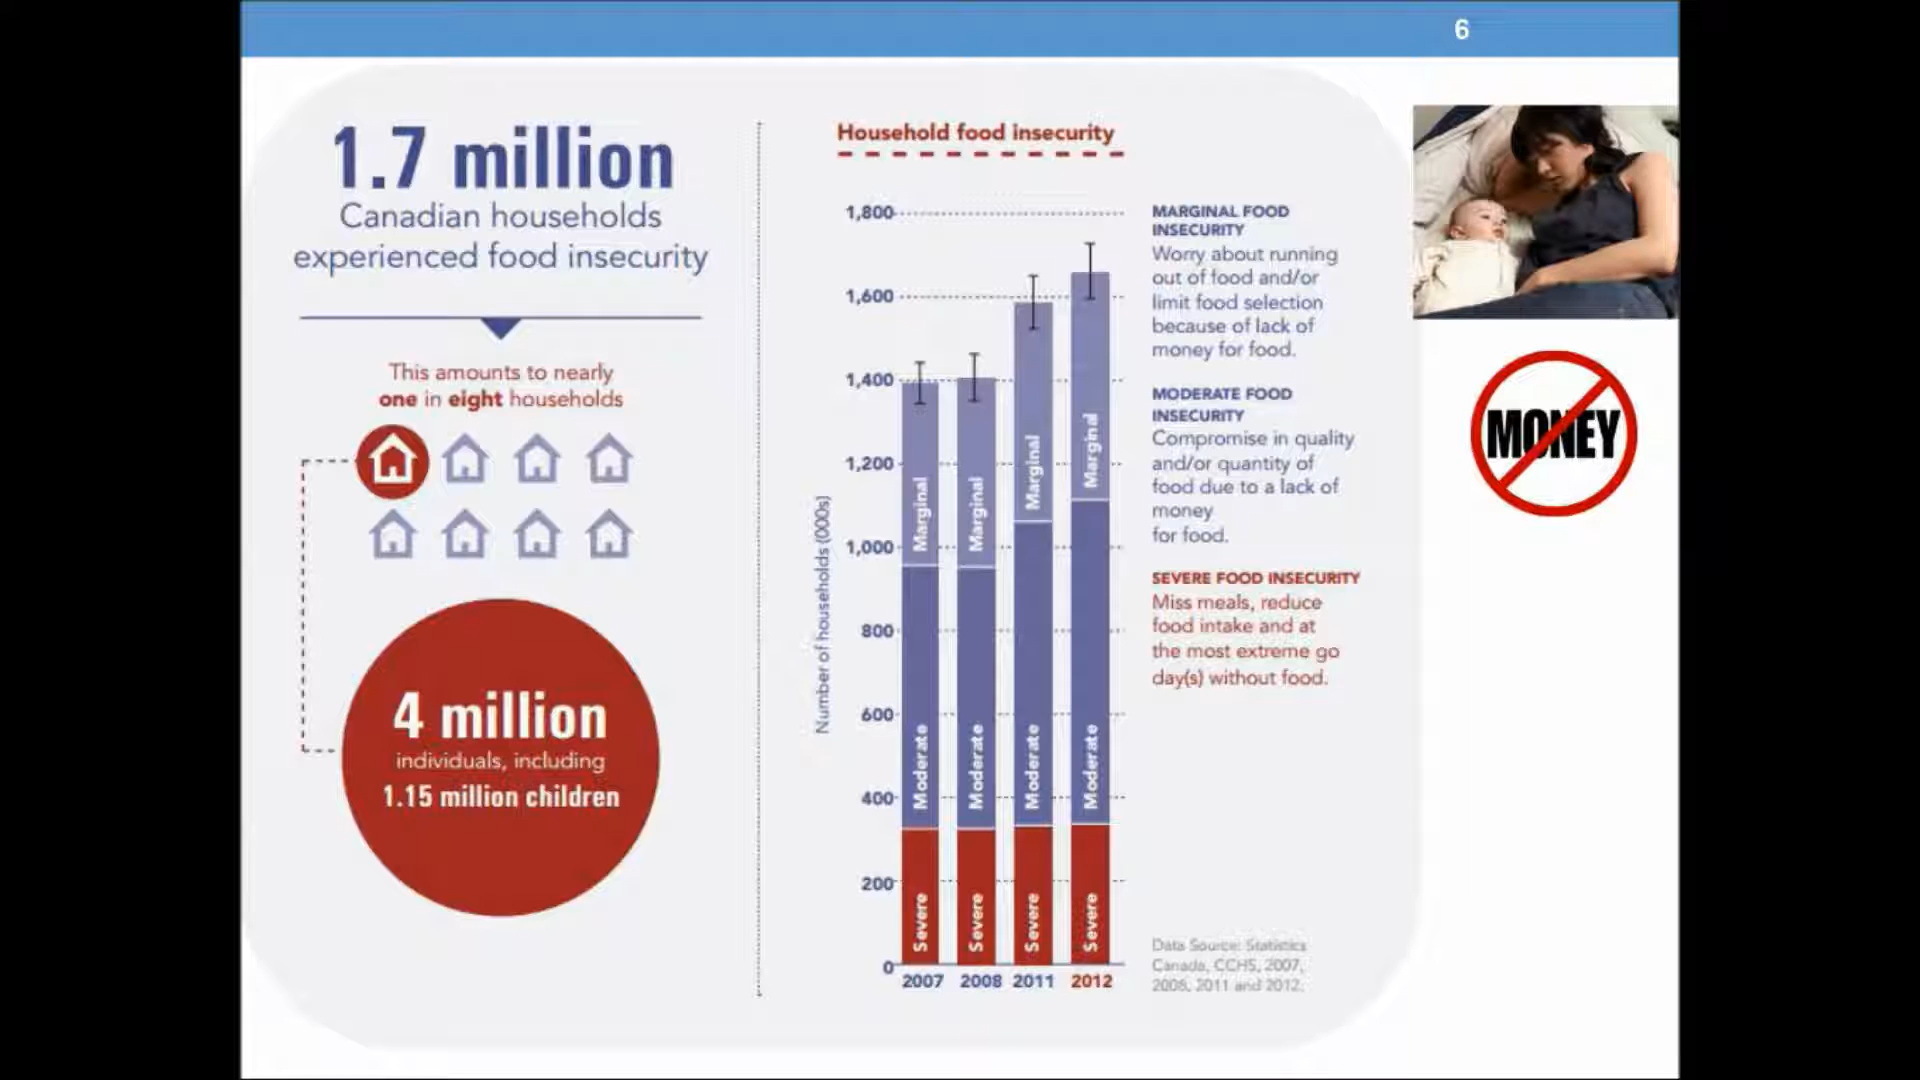 6
1.7 million
Canadian households
experienced food insecurity
This amounts to nearly
one in eight households
4 million
individuals, including
1.15 million children
Household food insecurity
Number of households (000s)
1,800
1,600
1,400
1,200
1,000
800
600
400
200
0
Marginal
Moderate
Severe
Marginal
Moderate
Severe
Marginal
Moderate
Severe
Marginal
Moderate
Severe
2007 2008 2011 2012
MARGINAL FOOD
INSECURITY
Worry about running
out of food and/or
limit food selection
because of lack of
money for food.
MODERATE FOOD
INSECURITY
Compromise in quality
and/or quantity of
food due to a lack of
money
for food.
SEVERE FOOD INSECURITY
Miss meals, reduce
food intake and at
the most extreme go
day(s) without food.
Data Source: Statistics
Canada, CCHS, 2007,
2008, 2011 and 2012.
MONEY